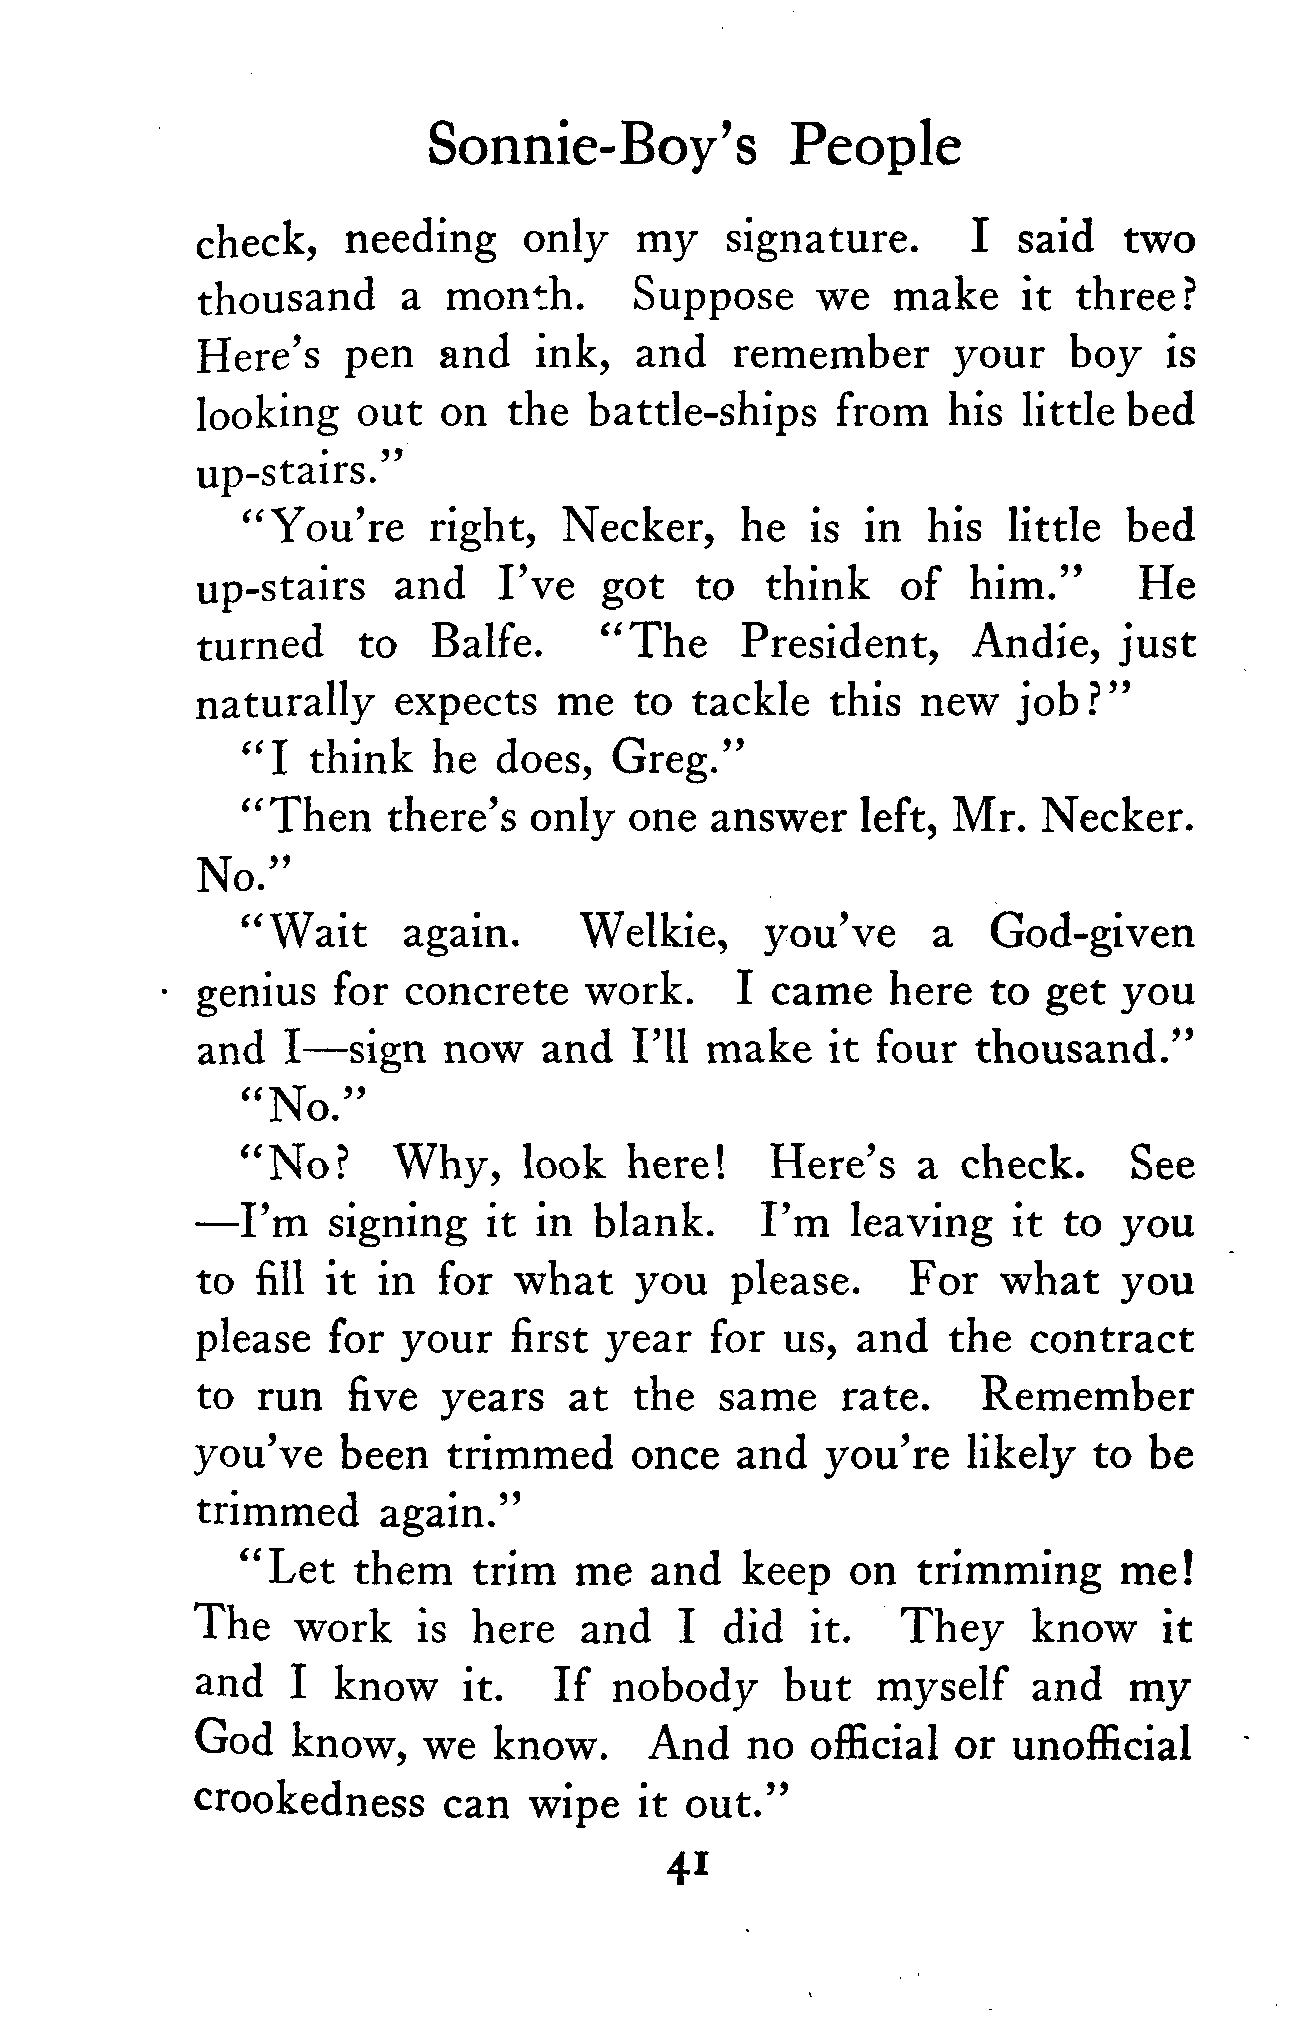 Sonnie-Boy's People
check, needing only my signature. I said two
thousand a month. Suppose we make it three?
Here's pen and ink, and remember your boy is
looking out on the battle-ships from his little bed
up-stairs."
"You're right, Necker, he is in his little bed
up-stairs and I've got to think of him." He
turned to Balfe. "The President, Andie, just
naturally expects me to tackle this new job?"
"I think he does, Greg."
"Then there's only one answer left, Mr. Necker.
No."
"Wait again. Welkie, you've a God-given
genius for concrete work. I came here to get you
and I—sign now and I'll make it four thousand."
"No."
"No? Why, look here! Here's a check. See
—I'm signing it in blank. I'm leaving it to you
to fill it in for what you please. For what you
please for your first year for us, and the contract
to run five years at the same rate. Remember
you've been trimmed once and you're likely to be
trimmed again."
"Let them trim me and keep on trimming me!
The work is here and I did it. They know it
and I know it. If nobody but myself and my
God know, we know. And no official or unofficial
crookedness can wipe it out."
41